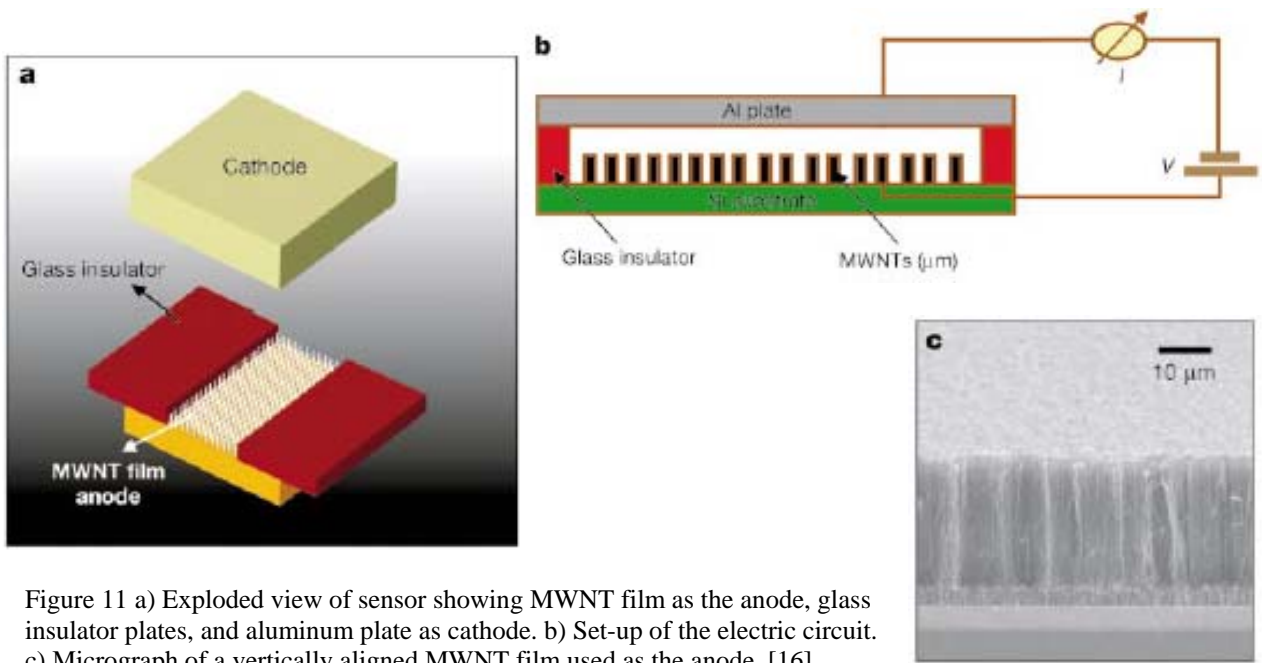 a
Cathode
Glass insulator
MWNT film
anode
b
I
Al plate
V
Substrate
Glass insulator
MWNTs (μm)
c
10 μm
Figure 11 a) Exploded view of sensor showing MWNT film as the anode, glass
insulator plates, and aluminum plate as cathode. b) Set-up of the electric circuit.
c) Micrograph of a vertically aligned MWNT film used as the anode. [16]